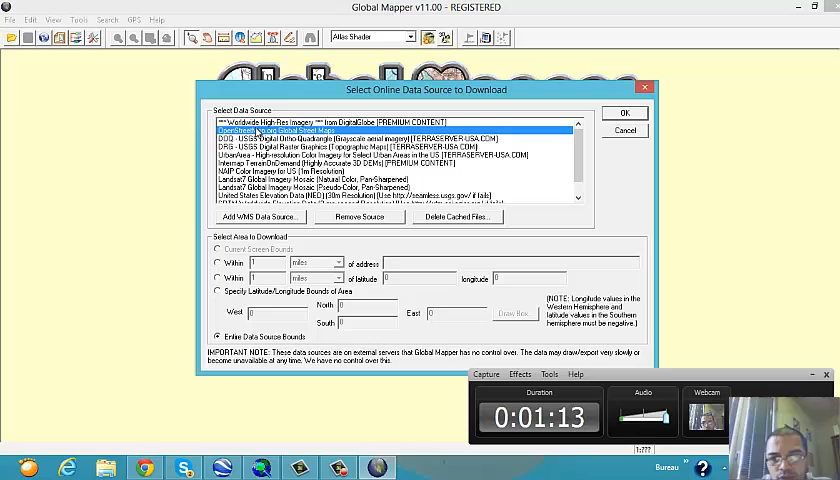 Global Mapper v11.00 - REGISTERED
File Edit View Tools Search GPS Help
Atlas Shader
Select Online Data Source to Download
Select Data Source
*** Worldwide High-Res Imagery *** from DigitalGlobe [PREMIUM CONTENT]
OK
OpenStreetMap.org Global Street Maps
Cancel
DOQ - USGS Digital Ortho-Quadrangle (Grayscale aerial imagery) [TERRASERVER-USA.COM]
DRG - USGS Digital Raster Graphics (Topographic Maps) [TERRASERVER-USA.COM]
UrbanArea - High-resolution Color Imagery for Select Urban Areas in the US [TERRASERVER-USA.COM]
Intermap TerrainOnDemand (Highly Accurate 3D DEMs) [PREMIUM CONTENT]
NAIP Color Imagery for US (1m Resolution)
Landsat7 Global Imagery Mosaic (Natural Color, Pan-Sharpened)
Landsat7 Global Imagery Mosaic (Pseudo-Color, Pan-Sharpened)
United States Elevation Data (NED) (30m Resolution) [Use http://seamless.usgs.gov/ if fails]
Add WMS Data Source... Remove Source Delete Cached Files...
Select Area to Download
Current Screen Bounds
Within 1 miles of address
Within 1 miles of latitude 0 longitude 0
Specify Latitude/Longitude Bounds of Area
North 0
West 0 East 0 Draw Box...
South 0
(NOTE: Longitude values in the
Western Hemisphere and
latitude values in the Southern
hemisphere must be negative.)
Entire Data Source Bounds
IMPORTANT NOTE: These data sources are on external servers that Global Mapper has no control over. The data may draw/export very slowly or
become unavailable at any time. We have no control over this.
Capture Effects Tools Help
Duration Audio Webcam
0:01:13
1:???
Bureau